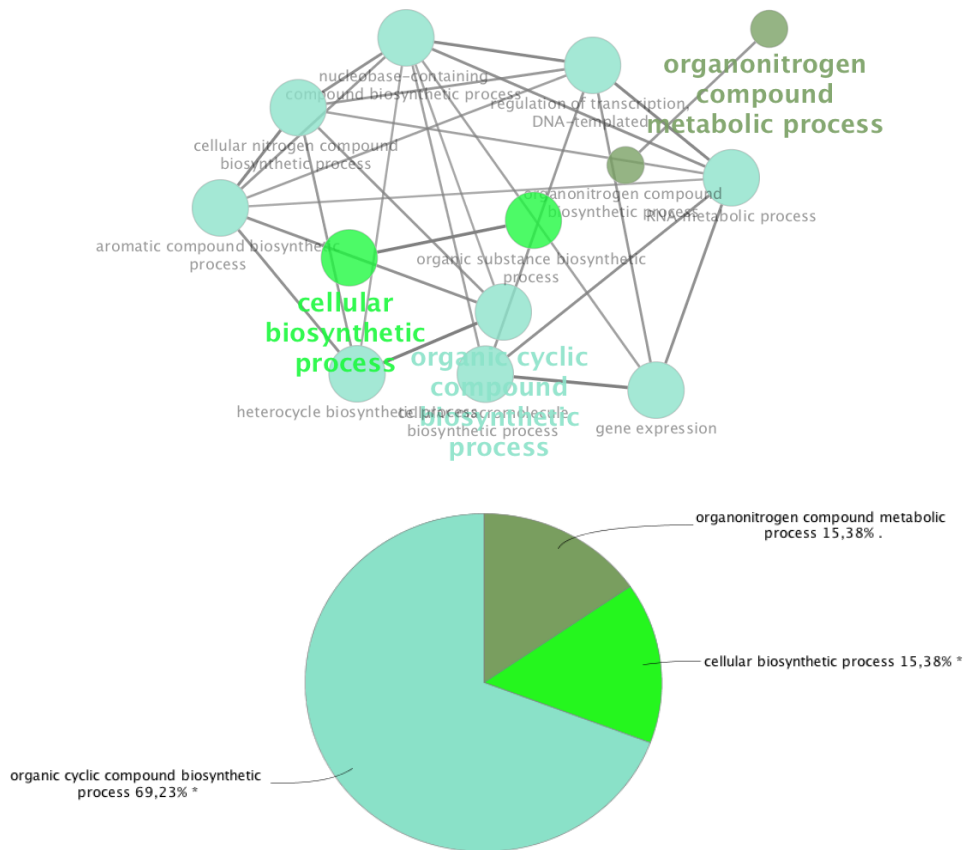 nucleobase-containing
compound biosynthetic process
regulation of transcription,
DNA-templated
organonitrogen
compound
metabolic process
cellular nitrogen compound
biosynthetic process
organonitrogen compound
biosynthetic process
RNA metabolic process
aromatic compound biosynthetic
process
organic substance biosynthetic
process
cellular
biosynthetic
process
organic cyclic
compound
biosynthetic
process
heterocycle biosynthetic process
cellular macromolecule
biosynthetic process
gene expression
organonitrogen compound metabolic
process 15,38% .
cellular biosynthetic process 15,38% *
organic cyclic compound biosynthetic
process 69,23% *